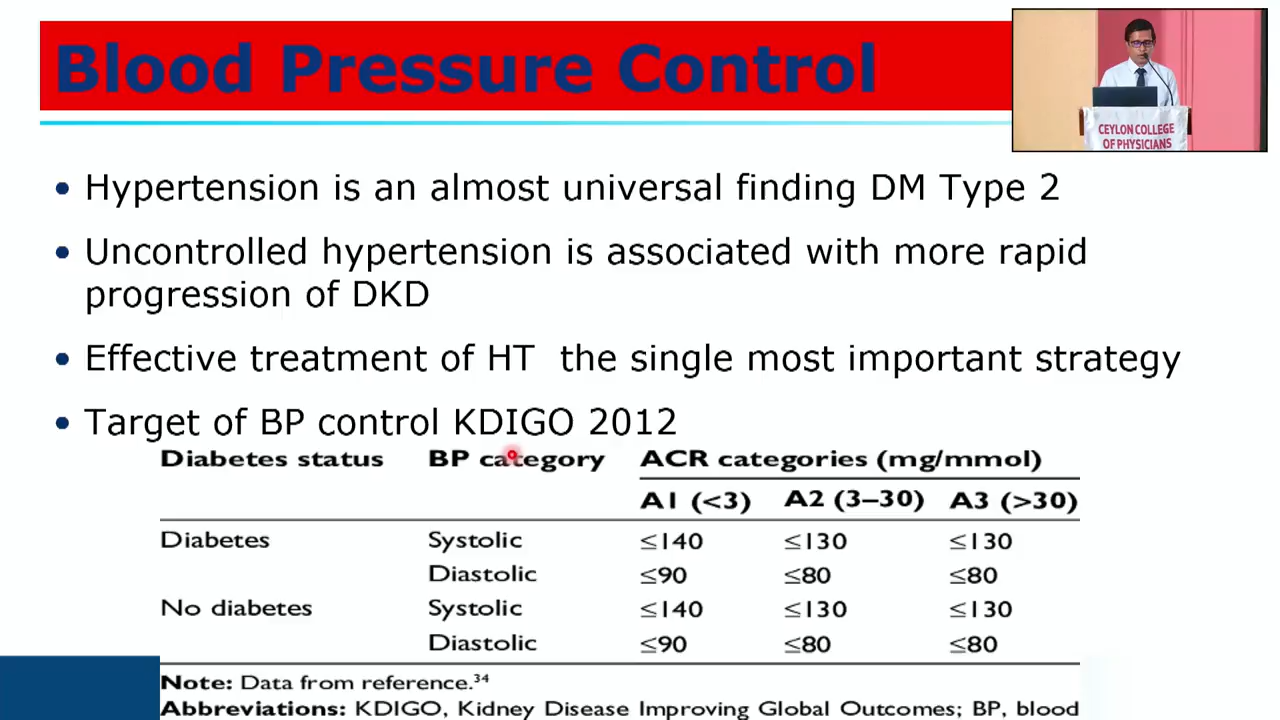 Blood Pressure Control
CEYLON COLLEGE
OF PHYSICIANS
• Hypertension is an almost universal finding DM Type 2
• Uncontrolled hypertension is associated with more rapid
progression of DKD
• Effective treatment of HT the single most important strategy
• Target of BP control KDIGO 2012
Diabetes status BP category ACR categories (mg/mmol)
A1 (<3) A2 (3–30) A3 (>30)
Diabetes Systolic ≤140 ≤130 ≤130
Diastolic ≤90 ≤80 ≤80
No diabetes Systolic ≤140 ≤130 ≤130
Diastolic ≤90 ≤80 ≤80
Note: Data from reference.³⁴
Abbreviations: KDIGO, Kidney Disease Improving Global Outcomes; BP, blood